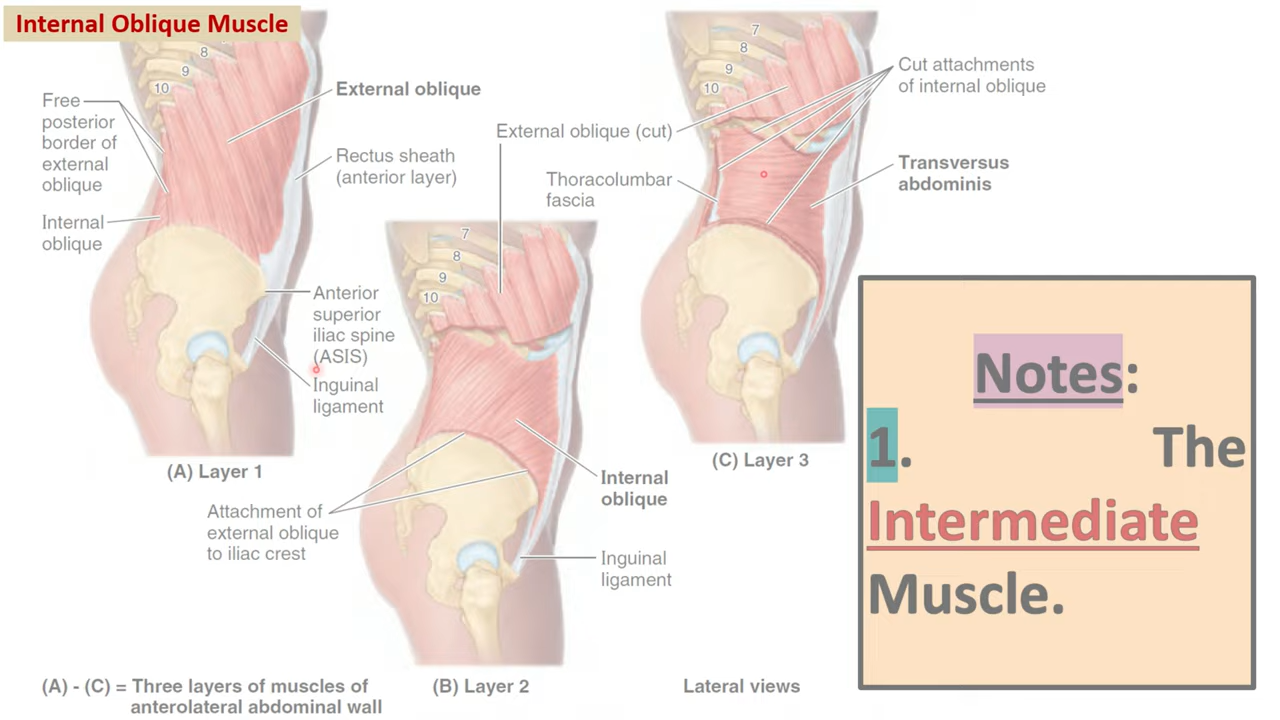 Internal Oblique Muscle
8
9
10
Free
posterior
border of
external
oblique
Internal
oblique
External oblique
Rectus sheath
(anterior layer)
Anterior
superior
iliac spine
(ASIS)
Inguinal
ligament
(A) Layer 1
External oblique (cut)
Thoracolumbar
fascia
7
8
9
10
Attachment of
external oblique
to iliac crest
Internal
oblique
Inguinal
ligament
(B) Layer 2
7
8
9
10
Cut attachments
of internal oblique
Transversus
abdominis
(C) Layer 3
Notes:
1. The
Intermediate
Muscle.
(A) - (C) = Three layers of muscles of
anterolateral abdominal wall
Lateral views